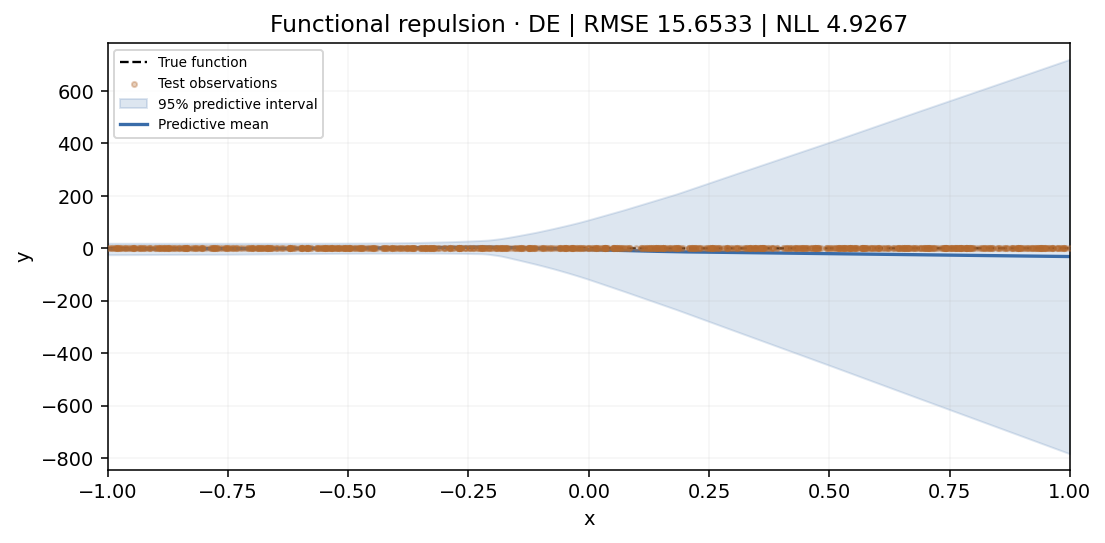 Functional repulsion · DE | RMSE 15.6533 | NLL 4.9267
True function
Test observations
95% predictive interval
Predictive mean
600
400
200
0
−200
−400
−600
−800
y
−1.00 −0.75 −0.50 −0.25 0.00 0.25 0.50 0.75 1.00
x